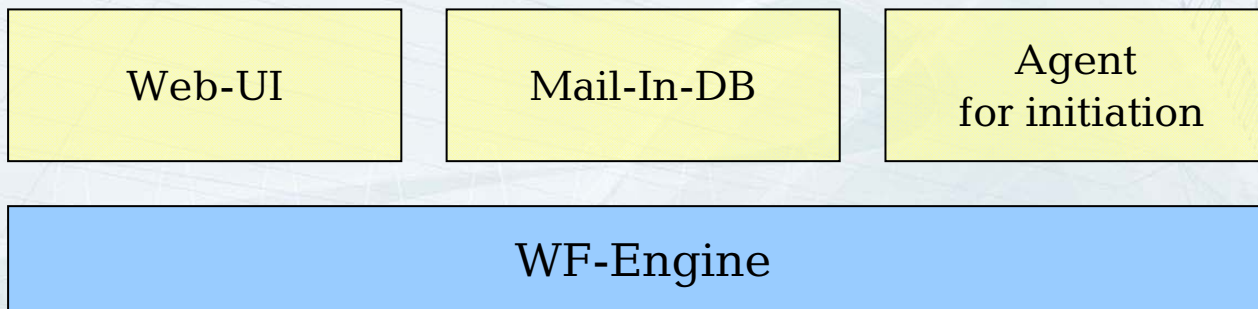 Web-UI
Mail-In-DB
Agent
for initiation
WF-Engine